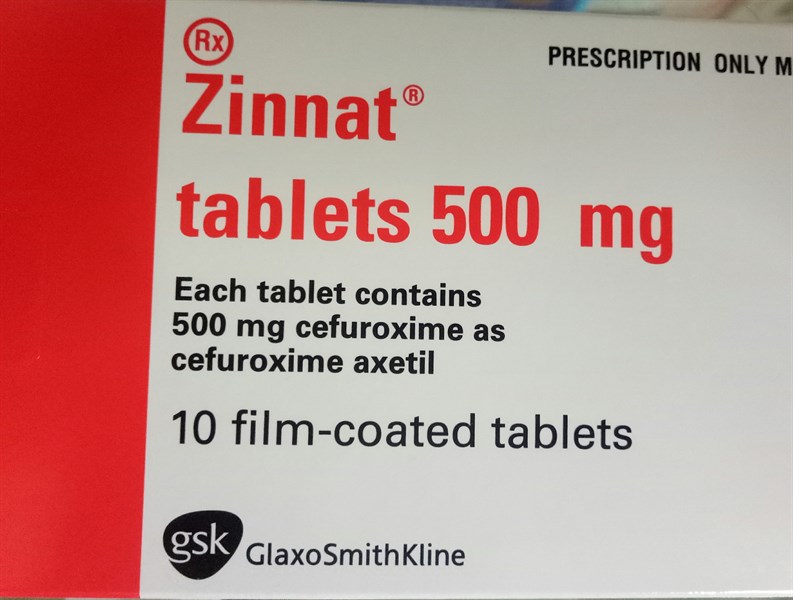 Rx
PRESCRIPTION ONLY M
Zinnat®
tablets 500 mg
Each tablet contains
500 mg cefuroxime as
cefuroxime axetil
10 film-coated tablets
gsk GlaxoSmithKline